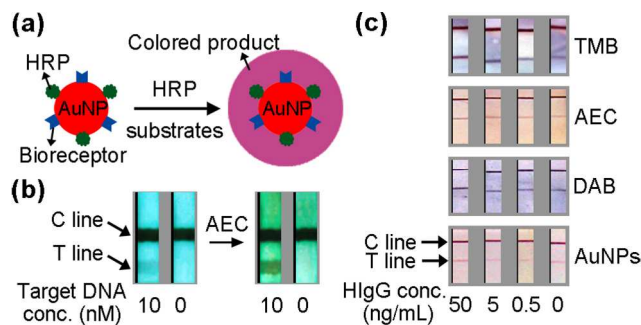 (a)
HRP
AuNP
Bioreceptor
HRP
substrates
Colored product
AuNP
(b)
C line
T line
AEC
Target DNA
conc. (nM)
10 0
10 0
(c)
TMB
AEC
DAB
AuNPs
C line
T line
HIgG conc.
(ng/mL)
50 5 0.5 0